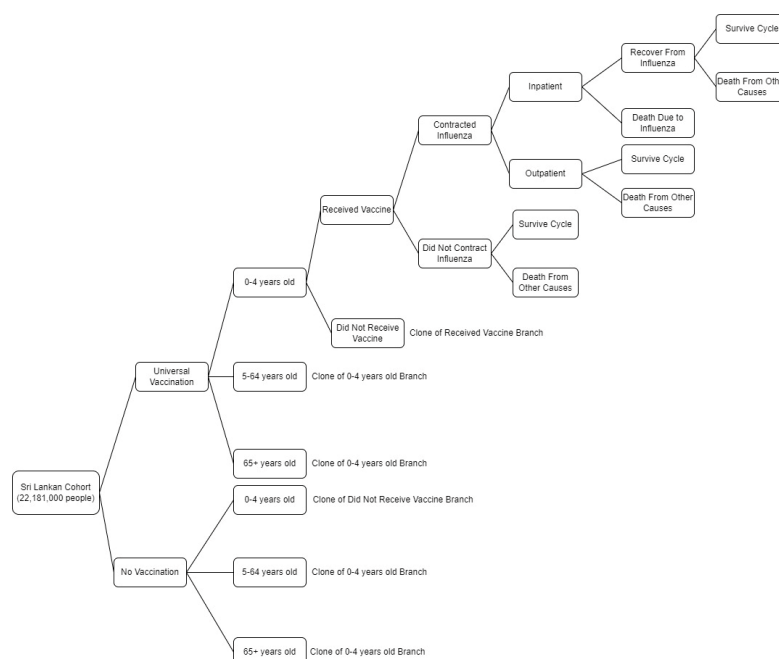 Survive Cycle
Recover From
Influenza
Death From Other
Causes
Inpatient
Contracted
Influenza
Death Due to
Influenza
Survive Cycle
Outpatient
Death From Other
Causes
Received Vaccine
Survive Cycle
Did Not Contract
Influenza
Death From
Other Causes
0-4 years old
Did Not Receive
Vaccine
Clone of Received Vaccine Branch
Universal
Vaccination
5-64 years old
Clone of 0-4 years old Branch
65+ years old
Clone of 0-4 years old Branch
Sri Lankan Cohort
(22,181,000 people)
0-4 years old
Clone of Did Not Receive Vaccine Branch
No Vaccination
5-64 years old
Clone of 0-4 years old Branch
65+ years old
Clone of 0-4 years old Branch